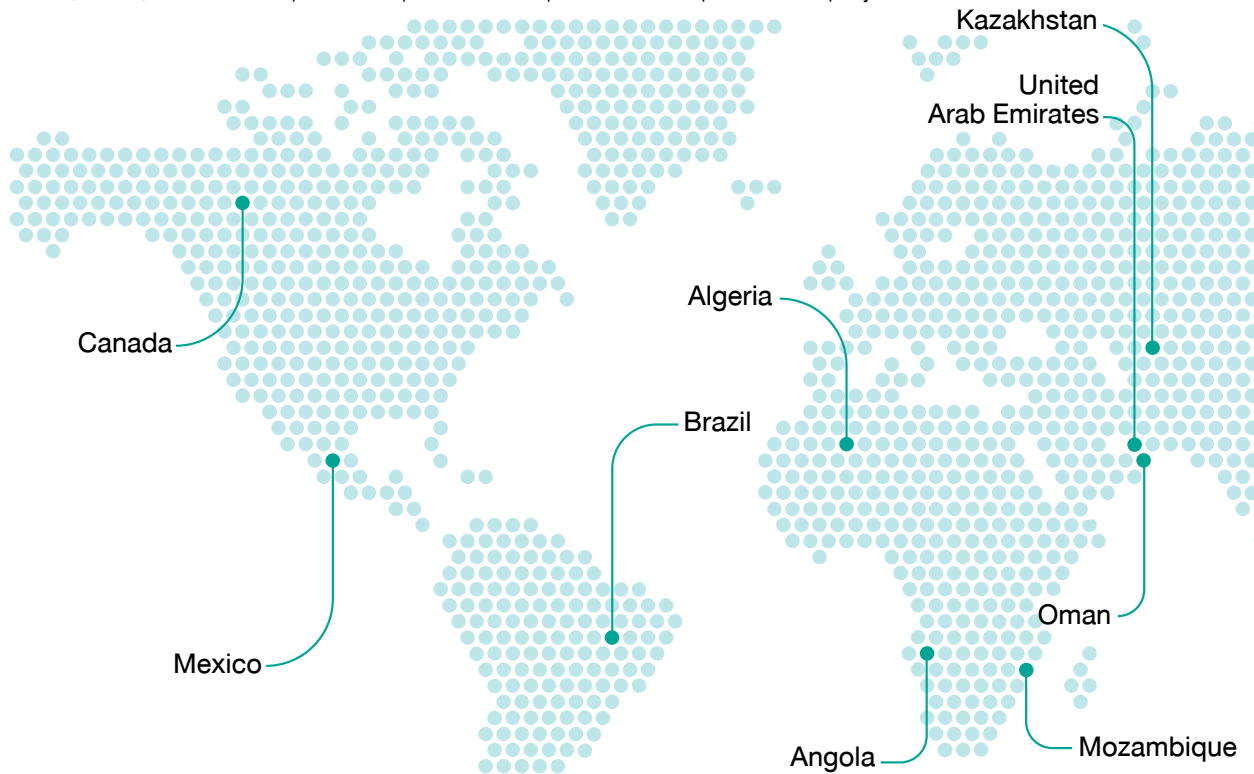 Kazakhstan
United
Arab Emirates
Algeria
Canada
Brazil
Oman
Mexico
Mozambique
Angola